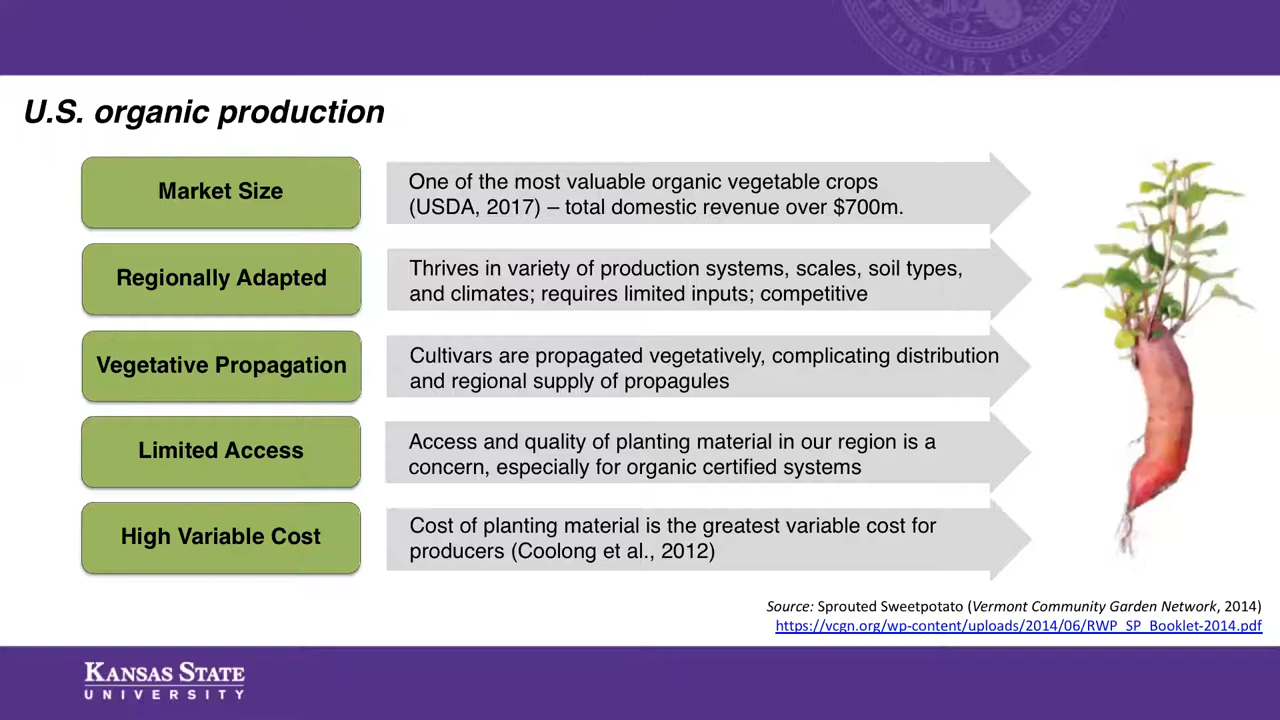 FEBRUARY 16, 1863
U.S. organic production
Market Size
One of the most valuable organic vegetable crops
(USDA, 2017) – total domestic revenue over $700m.
Regionally Adapted
Thrives in variety of production systems, scales, soil types,
and climates; requires limited inputs; competitive
Vegetative Propagation
Cultivars are propagated vegetatively, complicating distribution
and regional supply of propagules
Limited Access
Access and quality of planting material in our region is a
concern, especially for organic certified systems
High Variable Cost
Cost of planting material is the greatest variable cost for
producers (Coolong et al., 2012)
Source: Sprouted Sweetpotato (Vermont Community Garden Network, 2014)
https://vcgn.org/wp-content/uploads/2014/06/RWP_SP_Booklet-2014.pdf
KANSAS STATE
UNIVERSITY